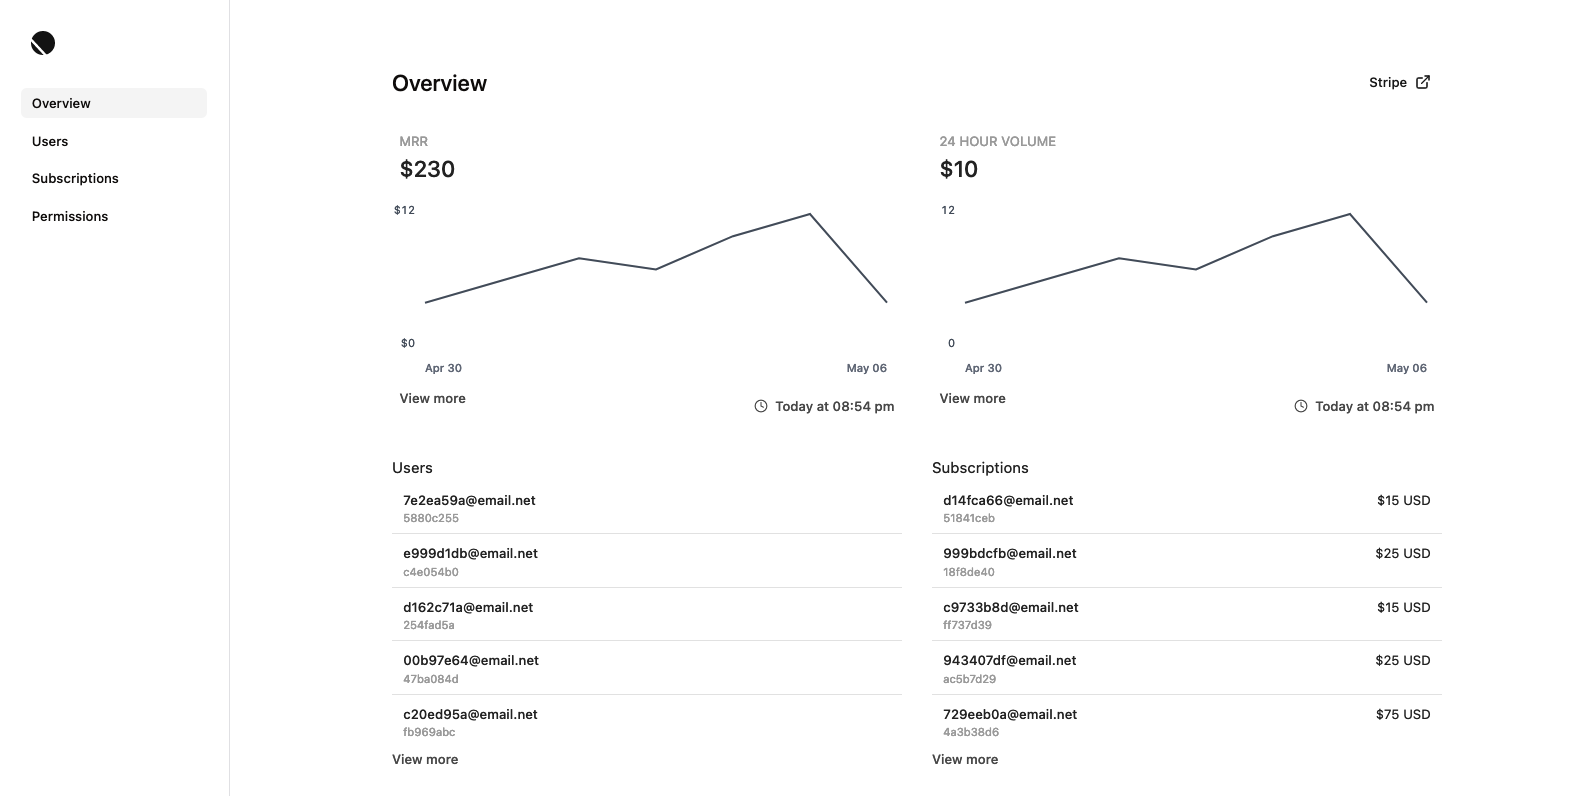 Overview
Users
Subscriptions
Permissions
Overview
Stripe
MRR
$230
$12
$0
Apr 30
May 06
View more
Today at 08:54 pm
24 HOUR VOLUME
$10
12
0
Apr 30
May 06
View more
Today at 08:54 pm
Users
7e2ea59a@email.net
5880c255
e999d1db@email.net
c4e054b0
d162c71a@email.net
254fad5a
00b97e64@email.net
47ba084d
c20ed95a@email.net
fb969abc
View more
Subscriptions
d14fca66@email.net $15 USD
51841ceb
999bdcfb@email.net $25 USD
18f8de40
c9733b8d@email.net $15 USD
ff737d39
943407df@email.net $25 USD
ac5b7d29
729eeb0a@email.net $75 USD
4a3b38d6
View more